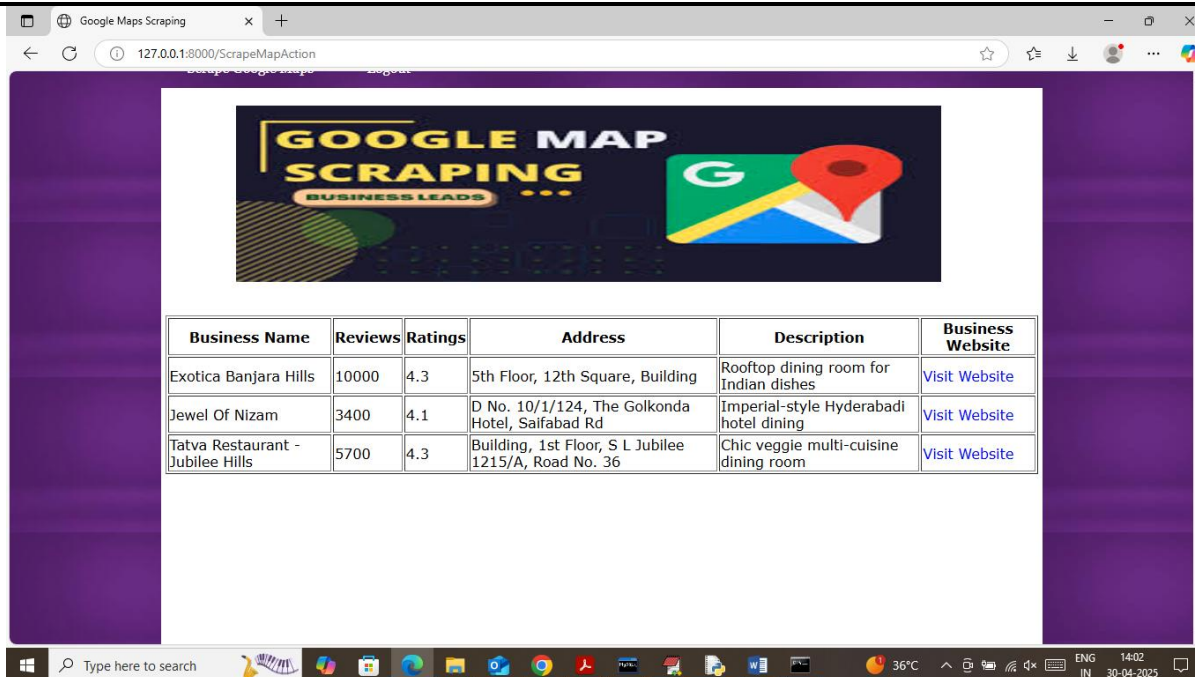 Google Maps Scraping
127.0.0.1:8000/ScrapeMapAction
Scrape Google Maps Logout
GOOGLE MAP
SCRAPING
BUSINESS LEADS
G
Business Name Reviews Ratings Address Description Business Website
Exotica Banjara Hills 10000 4.3 5th Floor, 12th Square, Building Rooftop dining room for Indian dishes Visit Website
Jewel Of Nizam 3400 4.1 D No. 10/1/124, The Golkonda Hotel, Saifabad Rd Imperial-style Hyderabadi hotel dining Visit Website
Tatva Restaurant - Jubilee Hills 5700 4.3 Building, 1st Floor, S L Jubilee 1215/A, Road No. 36 Chic veggie multi-cuisine dining room Visit Website
Type here to search
36°C
ENG
IN
14:02
30-04-2025